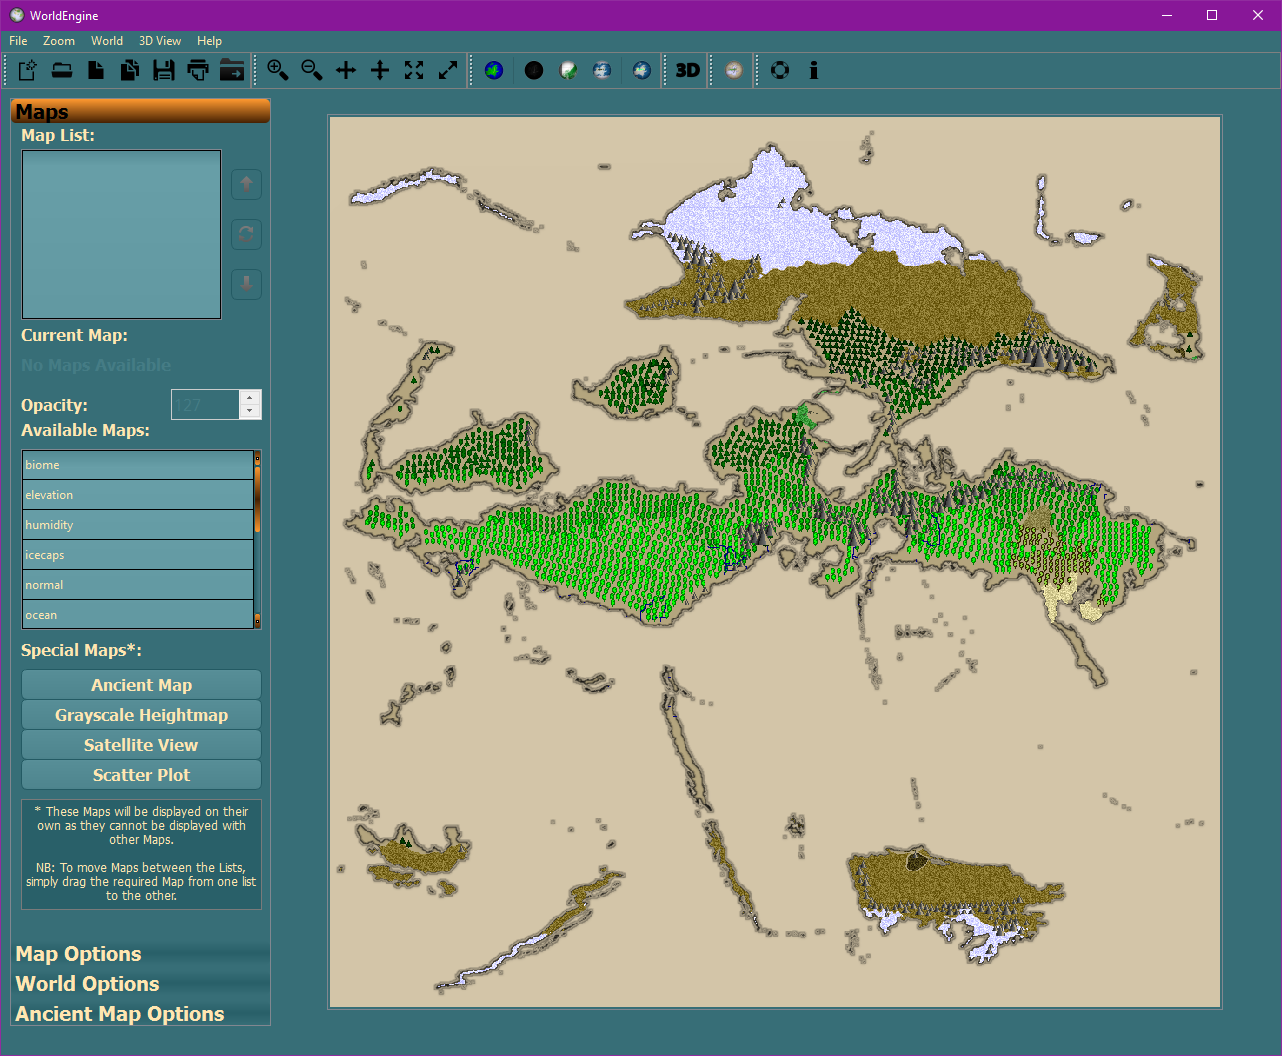 WorldEngine
File Zoom World 3D View Help
3D
Maps
Map List:
Current Map:
No Maps Available
Opacity: 127
Available Maps:
biome
elevation
humidity
icecaps
normal
ocean
Special Maps*:
Ancient Map
Grayscale Heightmap
Satellite View
Scatter Plot
* These Maps will be displayed on their
own as they cannot be displayed with
other Maps.
NB: To move Maps between the Lists,
simply drag the required Map from one list
to the other.
Map Options
World Options
Ancient Map Options